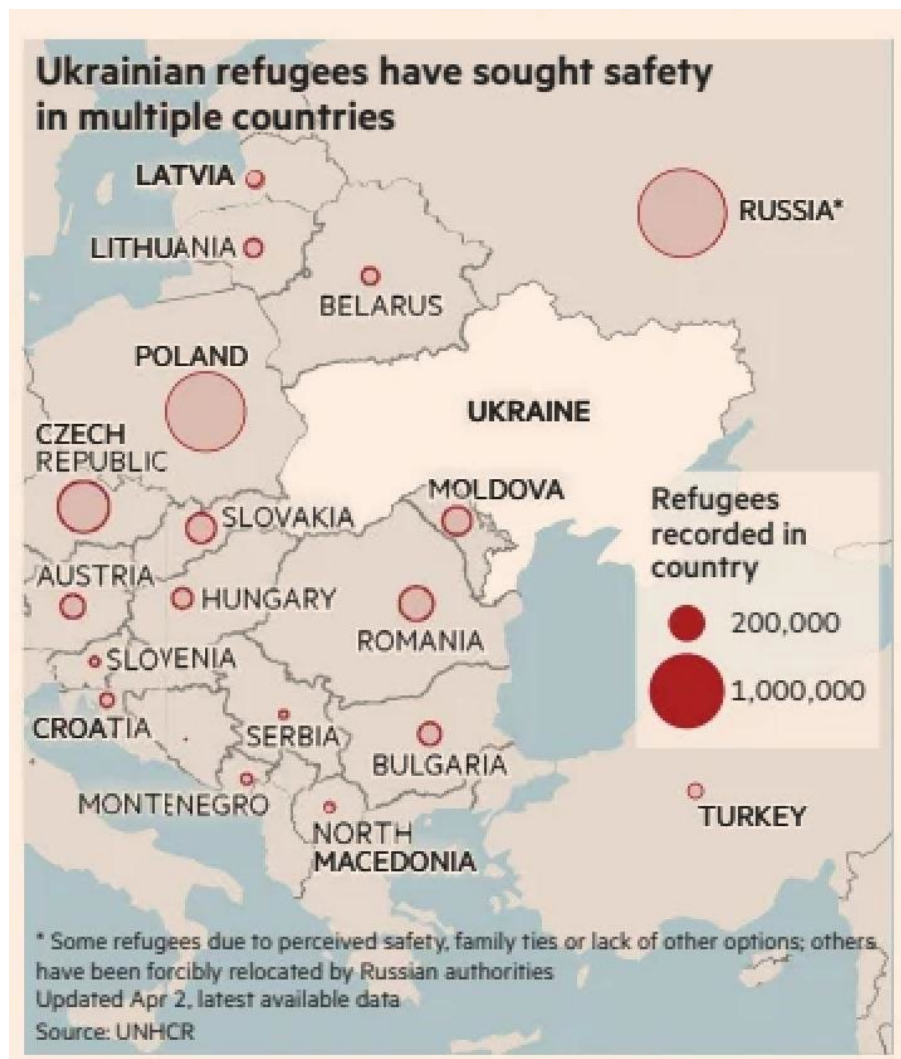 Ukrainian refugees have sought safety
in multiple countries
LATVIA
RUSSIA*
LITHUANIA
BELARUS
POLAND
UKRAINE
CZECH
REPUBLIC
MOLDOVA
SLOVAKIA
Refugees
recorded in
country
200,000
1,000,000
AUSTRIA
HUNGARY
ROMANIA
SLOVENIA
CROATIA
SERBIA
BULGARIA
MONTENEGRO
TURKEY
NORTH
MACEDONIA
* Some refugees due to perceived safety, family ties or lack of other options; others
have been forcibly relocated by Russian authorities
Updated Apr 2, latest available data
Source: UNHCR